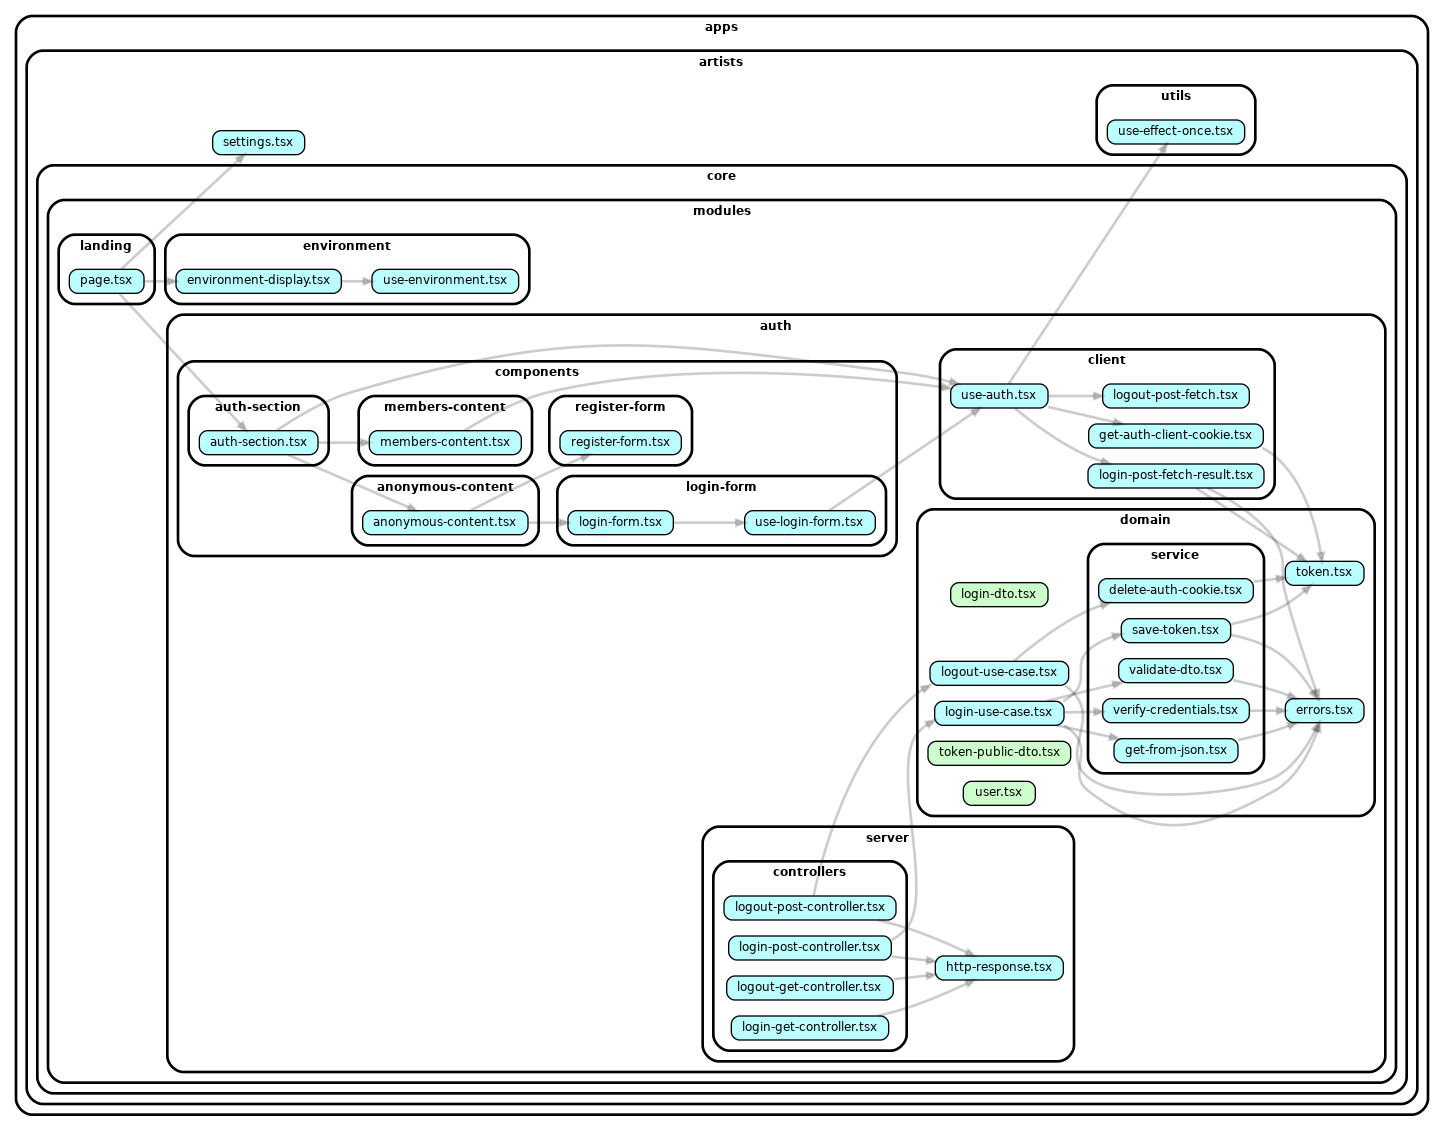 apps
artists
utils
use-effect-once.tsx
settings.tsx
core
modules
landing
page.tsx
environment
environment-display.tsx
use-environment.tsx
auth
components
auth-section
auth-section.tsx
members-content
members-content.tsx
register-form
register-form.tsx
anonymous-content
anonymous-content.tsx
login-form
login-form.tsx
use-login-form.tsx
client
use-auth.tsx
logout-post-fetch.tsx
get-auth-client-cookie.tsx
login-post-fetch-result.tsx
domain
service
token.tsx
delete-auth-cookie.tsx
login-dto.tsx
save-token.tsx
logout-use-case.tsx
validate-dto.tsx
login-use-case.tsx
verify-credentials.tsx
errors.tsx
token-public-dto.tsx
get-from-json.tsx
user.tsx
server
controllers
logout-post-controller.tsx
login-post-controller.tsx
http-response.tsx
logout-get-controller.tsx
login-get-controller.tsx